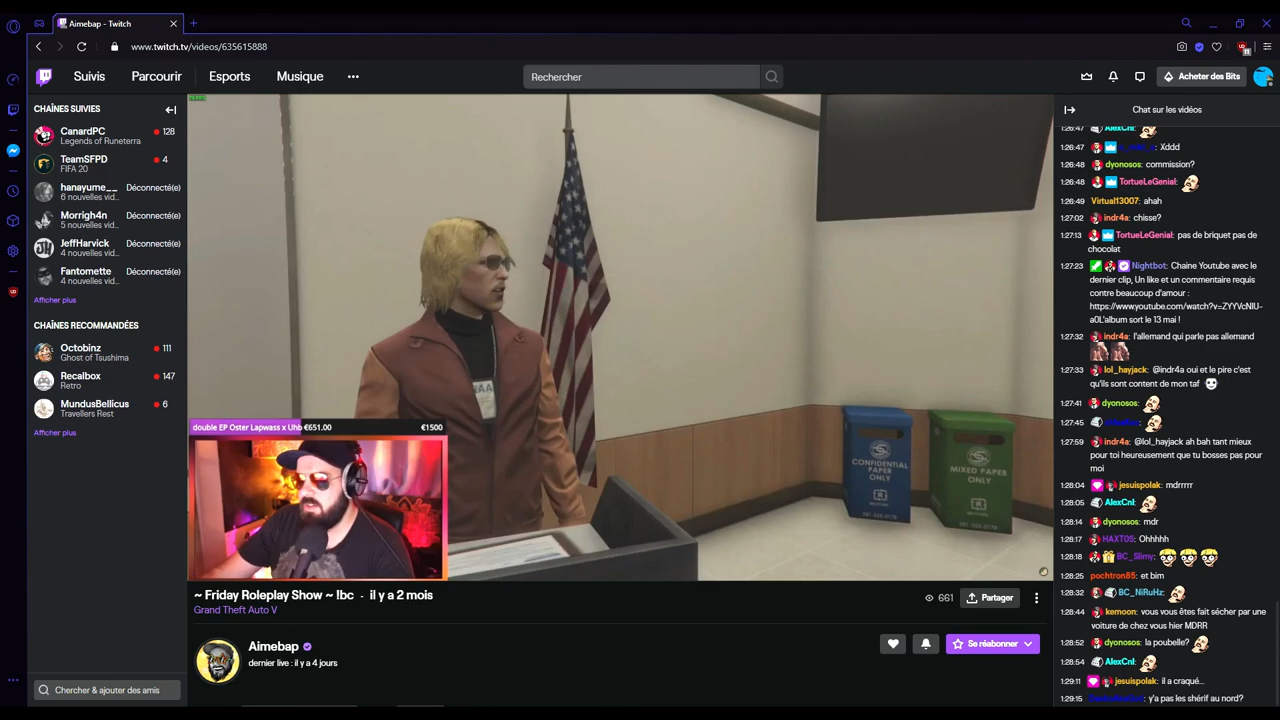 Aimebap - Twitch
www.twitch.tv/videos/635615888
Suivis
Parcourir
Esports
Musique
Rechercher
Acheter des Bits
CHAÎNES SUIVIES
CanardPC
128
Legends of Runeterra
TeamSFPD
4
FIFA 20
hanayume__
Déconnecté(e)
6 nouvelles vid...
Morrigh4n
Déconnecté(e)
5 nouvelles vid...
JeffHarvick
Déconnecté(e)
4 nouvelles vid...
Fantomette
Déconnecté(e)
4 nouvelles vid...
Afficher plus
CHAÎNES RECOMMANDÉES
Octobinz
111
Ghost of Tsushima
Recalbox
147
Retro
MundusBellicus
6
Travellers Rest
Afficher plus
Chercher & ajouter des amis
CONFIDENTIAL
PAPER
ONLY
MIXED PAPER
ONLY
double EP Oster Lapwass x Uhb €651.00
€1500
~ Friday Roleplay Show ~ !bc - il y a 2 mois
Grand Theft Auto V
661
Partager
Aimebap
dernier live : il y a 4 jours
Se réabonner
Chat sur les vidéos
1:26:47 AlexCnl:
1:26:47 Xddd
1:26:48 dyonosos: commission?
1:26:48 TortueLeGenial:
1:26:49 Virtual13007: ahah
1:27:02 indr4a: chisse?
1:27:13 TortueLeGenial: pas de briquet pas de
chocolat
1:27:23 Nightbot: Chaine Youtube avec le
dernier clip, Un like et un commentaire requis
contre beaucoup d'amour :
https://www.youtube.com/watch?v=ZYYVcNIU-
a0L'album sort le 13 mai !
1:27:32 indr4a: l'allemand qui parle pas allemand
1:27:33 lol_hayjack: @indr4a oui et le pire c'est
qu'ils sont content de mon taf
1:27:41 dyonosos:
1:27:45
1:27:59 indr4a: @lol_hayjack ah bah tant mieux
pour toi heureusement que tu bosses pas pour
moi
1:28:04 jesuispolak: mdrrrrr
1:28:05 AlexCnl:
1:28:14 dyonosos: mdr
1:28:17 HAXT0S: Ohhhhh
1:28:18 BC_Slimy:
1:28:25 pochtron85: et bim
1:28:32 BC_NiRuHz:
1:28:44 kemoon: vous vous êtes fait sécher par une
voiture de chez vous hier MDRR
1:28:52 dyonosos: la poubelle?
1:28:54 AlexCnl:
1:29:11 jesuispolak: il a craqué...
1:29:15 y'a pas les shérif au nord?